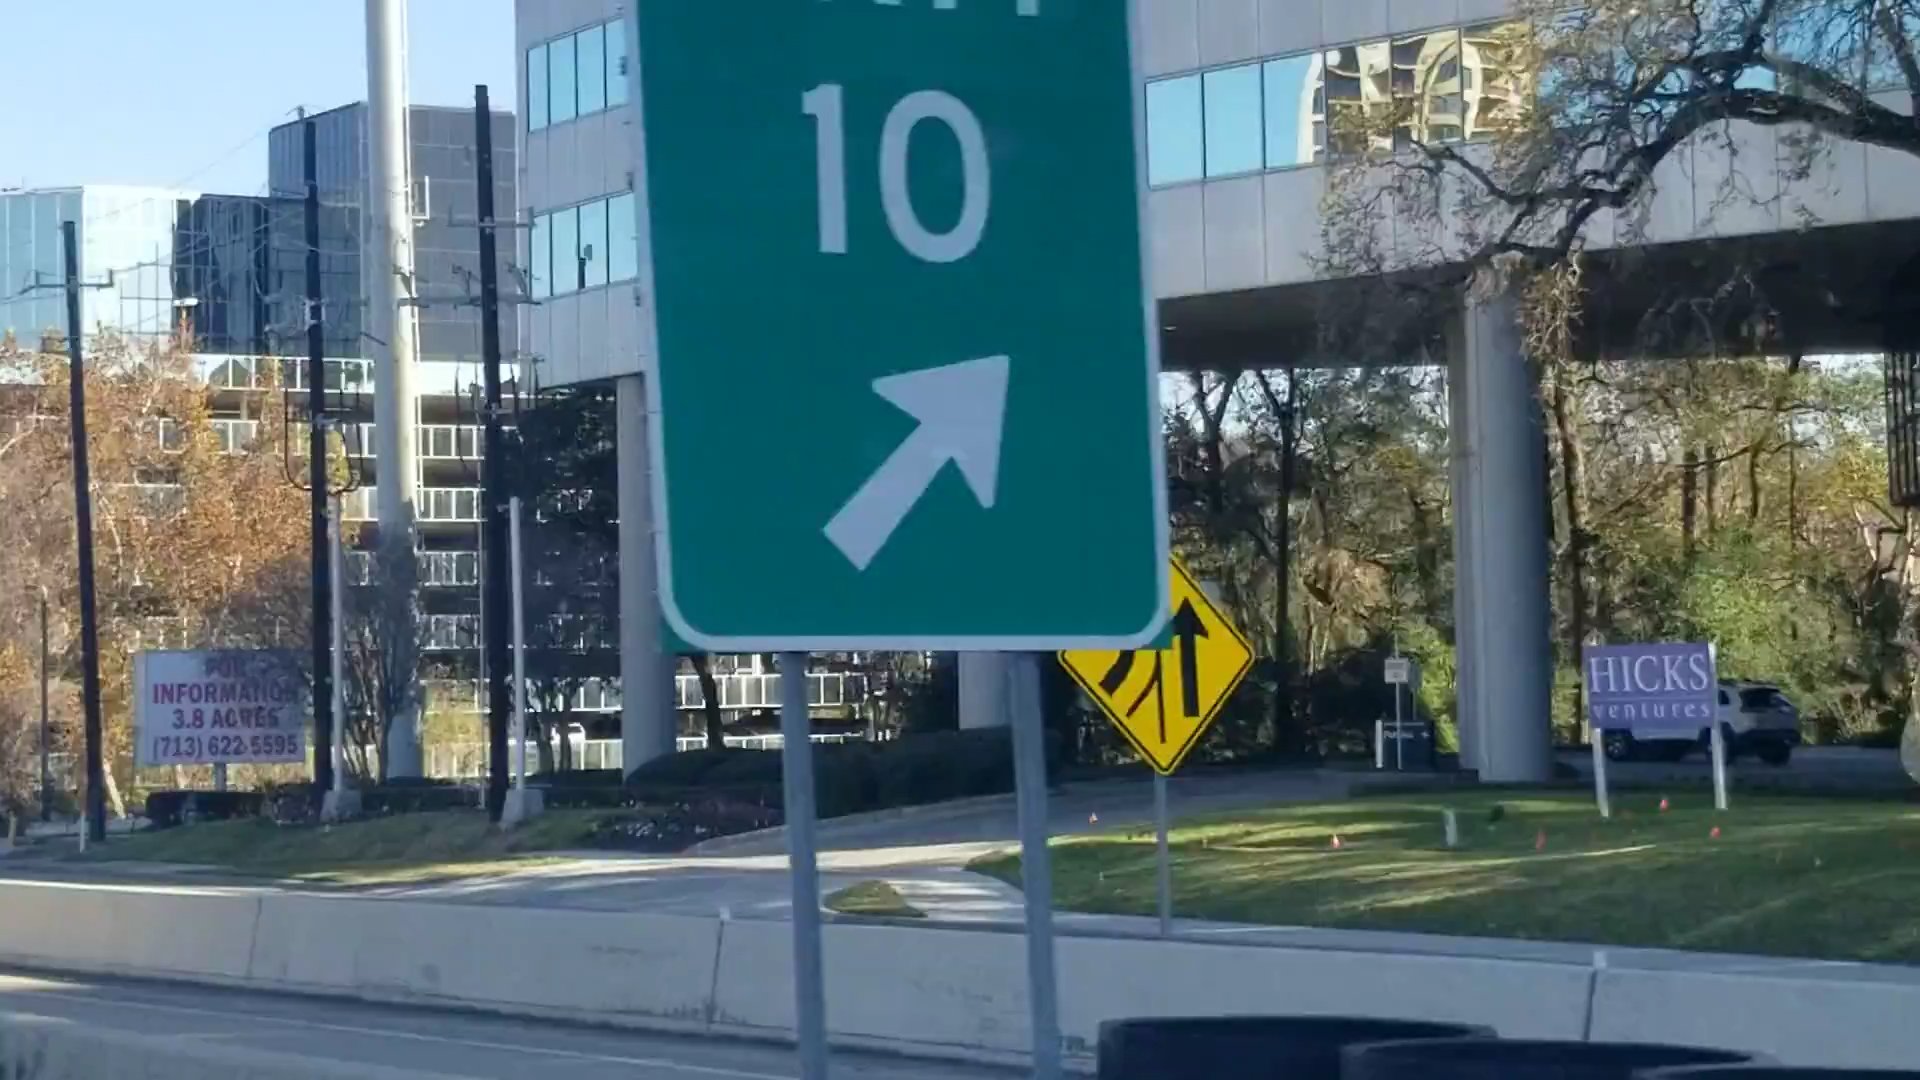 10
FOR
INFORMATION
3.8 ACRES
(713) 622-5595
HICKS
ventures